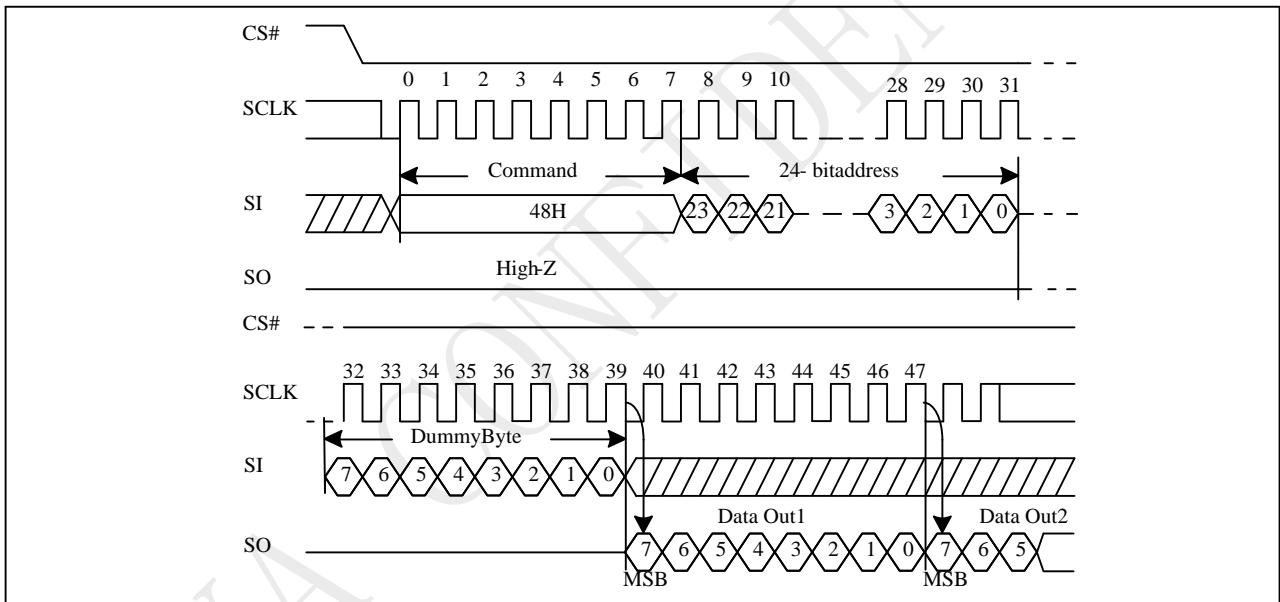 CS#
0 1 2 3 4 5 6 7 8 9 10 28 29 30 31
SCLK
Command 24- bitaddress
SI
48H 23 22 21 3 2 1 0
High-Z
SO
CS#
32 33 34 35 36 37 38 39 40 41 42 43 44 45 46 47
SCLK
DummyByte
SI
7 6 5 4 3 2 1 0
Data Out1 Data Out2
SO
7 6 5 4 3 2 1 0 7 6 5
MSB MSB